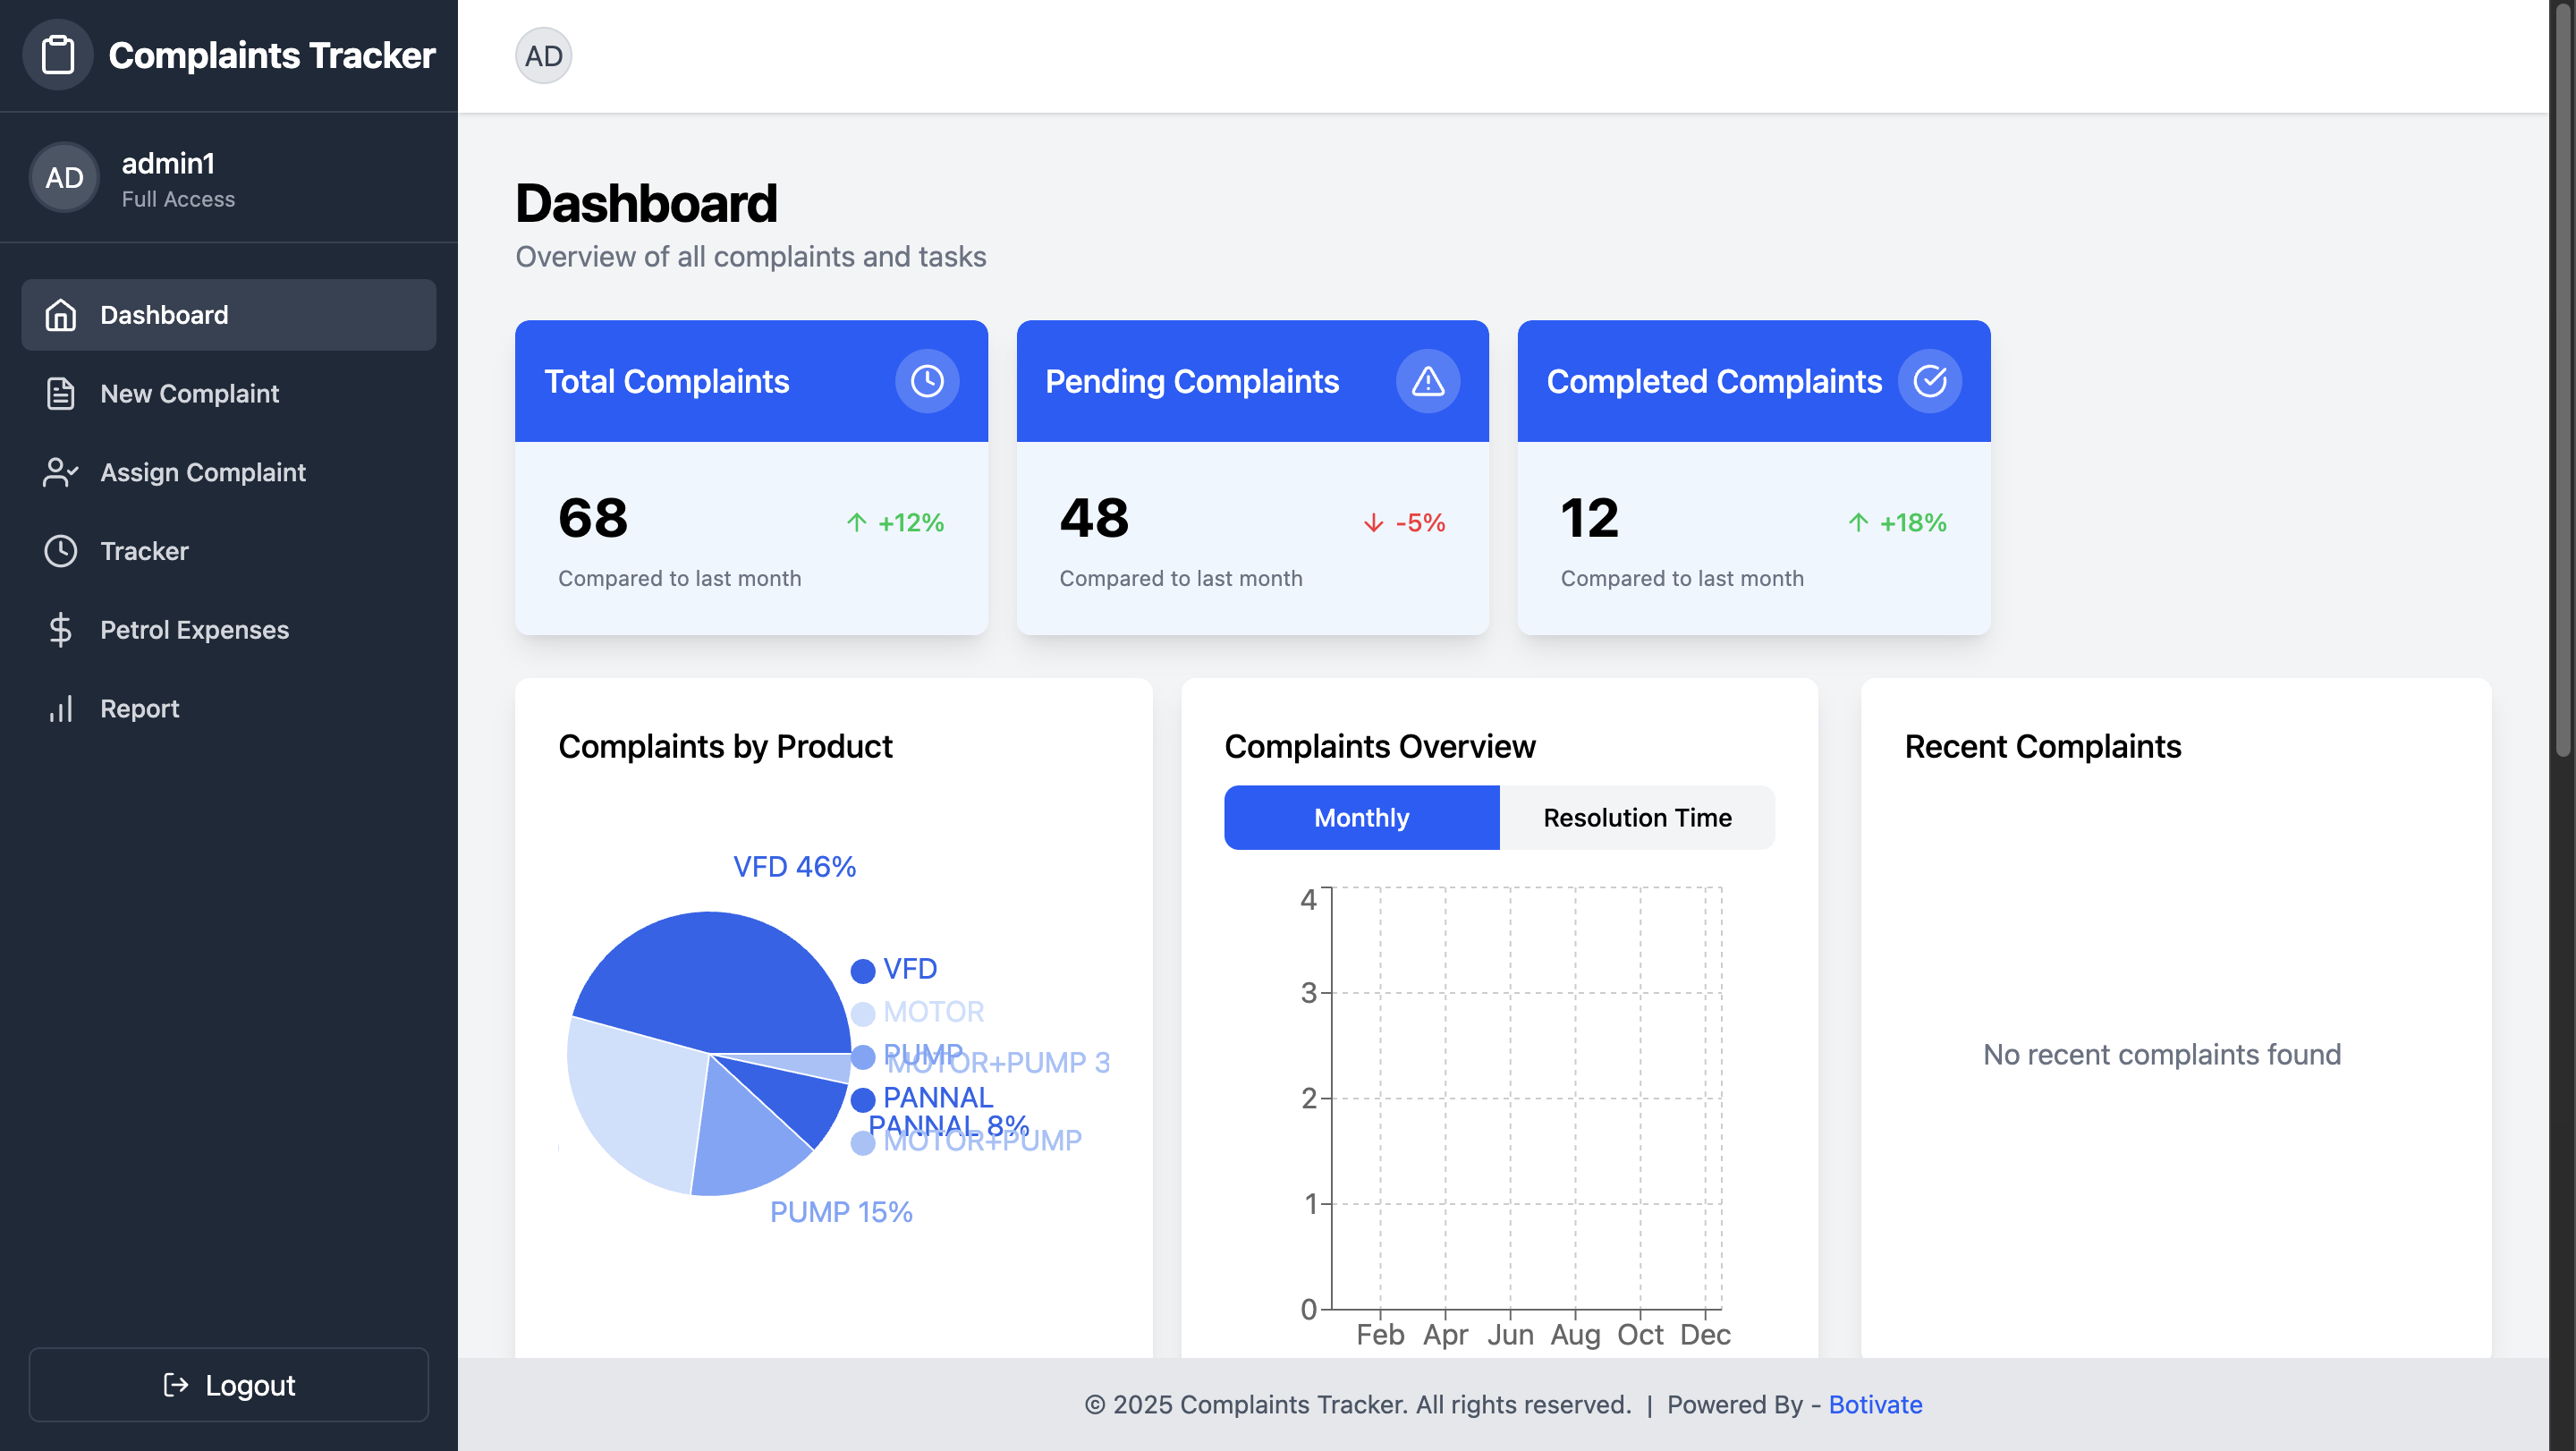 Complaints Tracker
AD
admin1
Full Access
Dashboard
New Complaint
Assign Complaint
Tracker
Petrol Expenses
Report
Logout
AD
Dashboard
Overview of all complaints and tasks
Total Complaints
68
+12%
Compared to last month
Pending Complaints
48
-5%
Compared to last month
Completed Complaints
12
+18%
Compared to last month
Complaints by Product
VFD 46%
VFD
MOTOR
PUMP
MOTOR+PUMP 3
PANNAL
PANNAL 8%
MOTOR+PUMP
PUMP 15%
Complaints Overview
Monthly
Resolution Time
4
3
2
1
0
Feb Apr Jun Aug Oct Dec
Recent Complaints
No recent complaints found
© 2025 Complaints Tracker. All rights reserved. | Powered By - Botivate